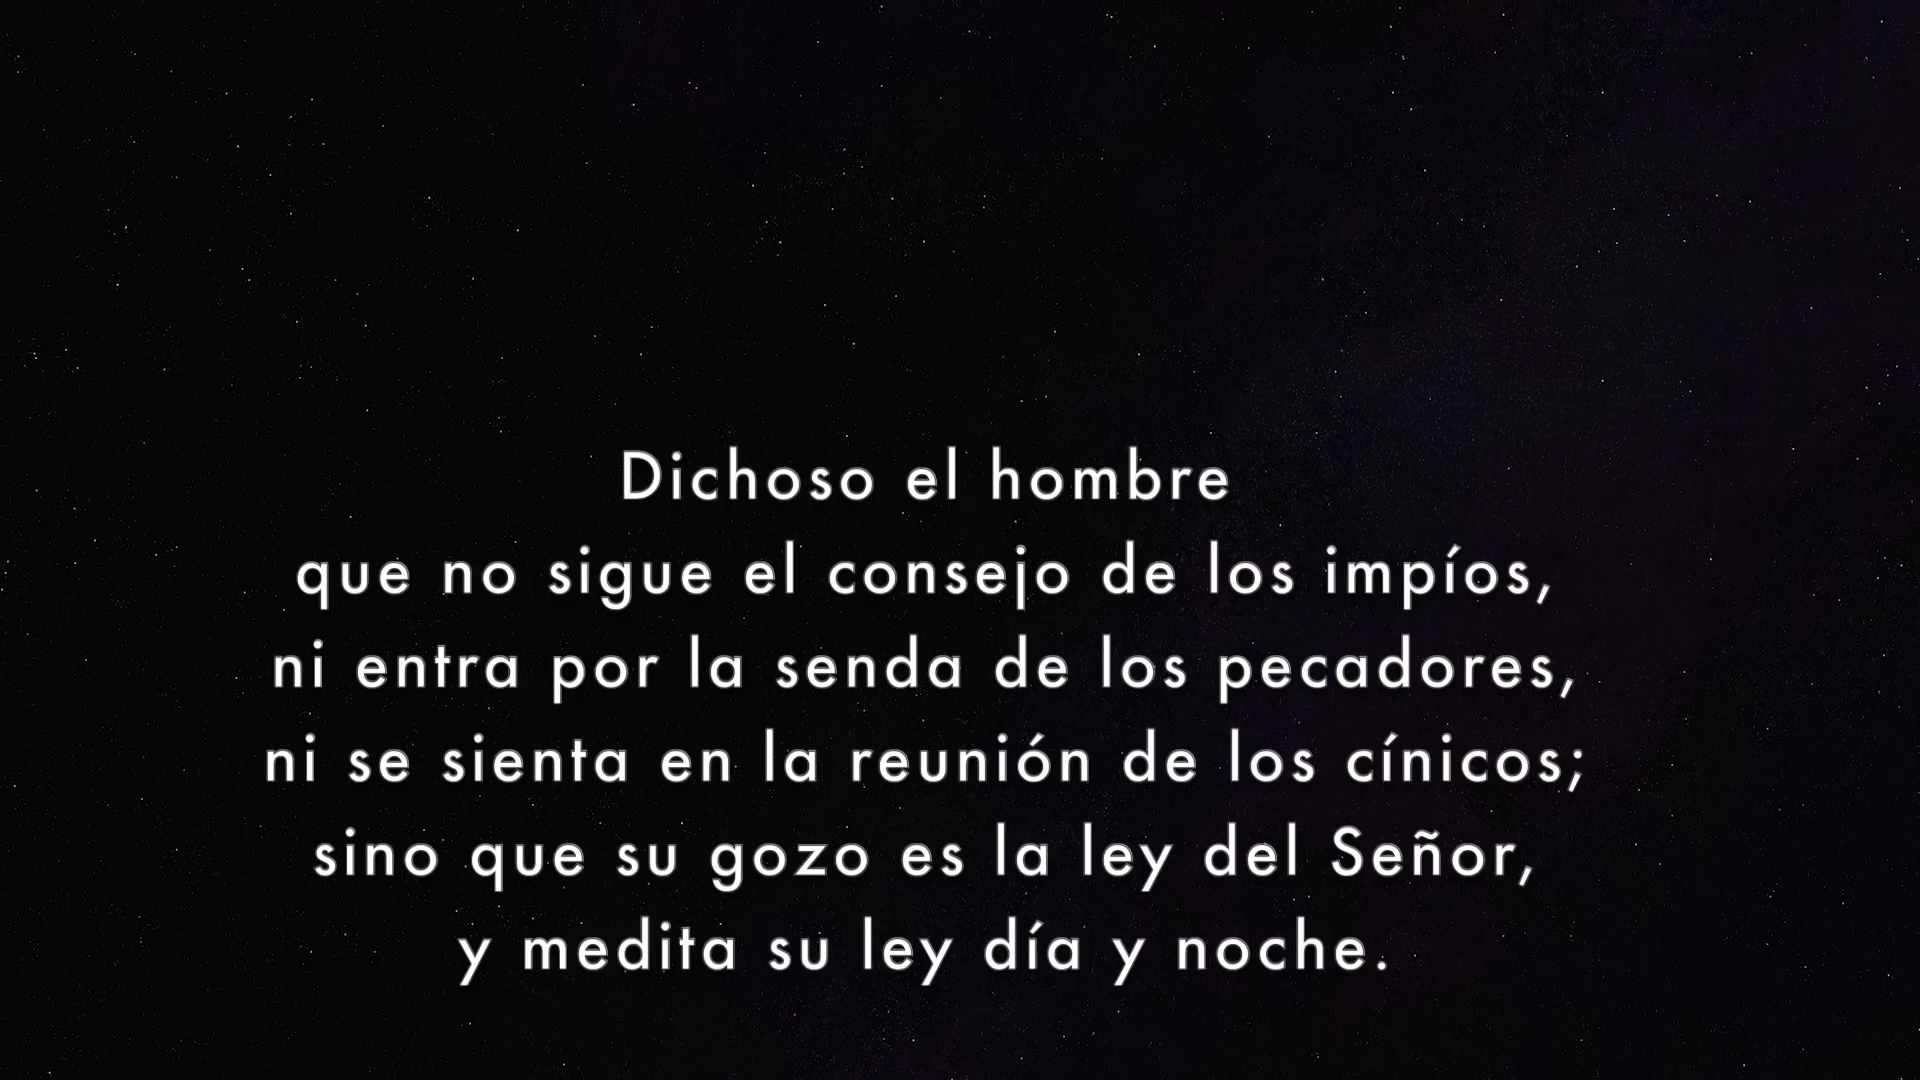 Dichoso el hombre
que no sigue el consejo de los impíos,
ni entra por la senda de los pecadores,
ni se sienta en la reunión de los cínicos;
sino que su gozo es la ley del Señor,
y medita su ley día y noche.